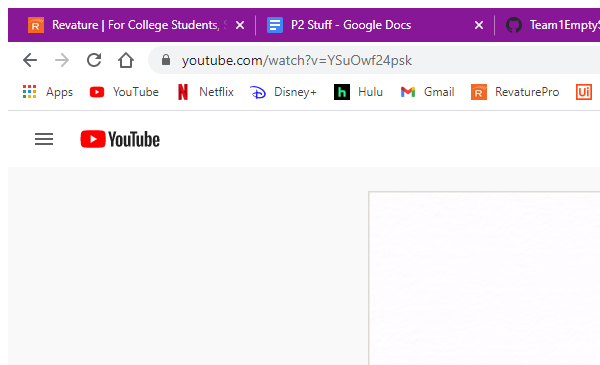 Revature | For College Students, P2 Stuff - Google Docs Team1Empty
youtube.com/watch?v=YSuOwf24psk
Apps YouTube Netflix Disney+ Hulu Gmail RevaturePro Ui
YouTube